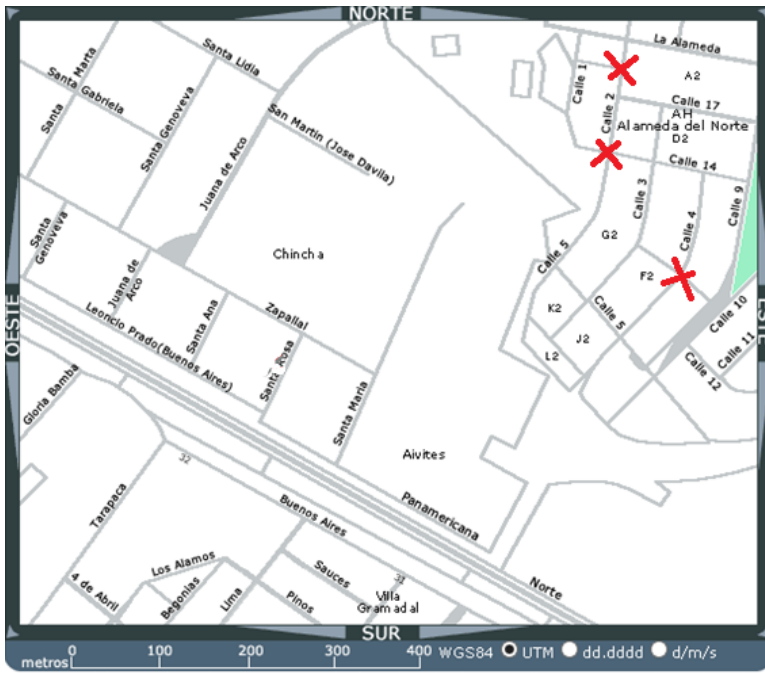 NORTE
La Alameda
Santa Marta
Santa Lidia
Calle 1
A2
Santa Gabriela
Calle 2
Calle 17
AH
Alameda del Norte
D2
Santa
Santa Genoveva
San Martin (Jose Davila)
Juana de Arco
Calle 14
Calle 3
Calle 4
Calle 9
Santa
Genoveva
G2
Chincha
Calle 5
F2
Juana de
Arco
OESTE
ESTE
Zapallal
K2
Calle 5
Calle 10
Leoncio Prado(Buenos Aires)
Santa Ana
J2
Calle 11
L2
Santa Rosa
Calle 12
Gloria Bamba
Santa Maria
Aivites
32
Tarapaca
Buenos Aires
Panamericana
Norte
Los Alamos
Sauces
31
4 de Abril
Begonias
Lima
Pinos
Villa
Gramadal
SUR
metros
0 100 200 300 400
WGS84 UTM dd.dddd d/m/s